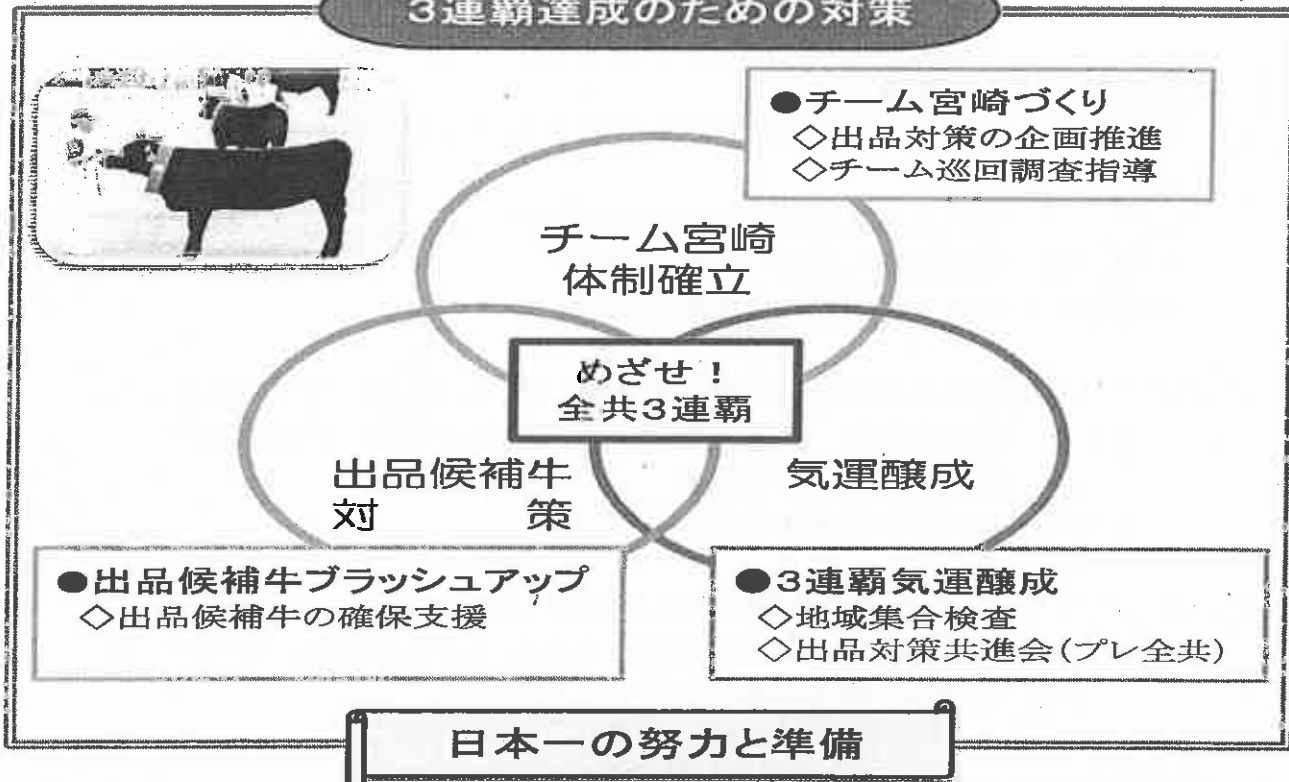 3連覇達成のための対策
●チーム宮崎づくり
◇出品対策の企画推進
◇チーム巡回調査指導
チーム宮崎
体制確立
めざせ！
全共3連覇
出品候補牛
対　　策
気運醸成
●出品候補牛ブラッシュアップ
◇出品候補牛の確保支援
●3連覇気運醸成
◇地域集合検査
◇出品対策共進会(プレ全共)
日本一の努力と準備